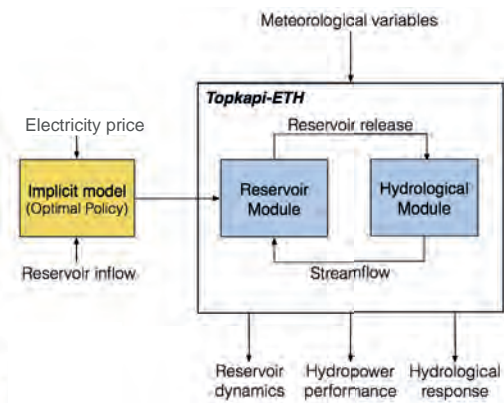 Meteorological variables
Topkapi-ETH
Electricity price
Reservoir release
Implicit model
(Optimal Policy)
Reservoir
Module
Hydrological
Module
Reservoir inflow
Streamflow
Reservoir
dynamics
Hydropower
performance
Hydrological
response